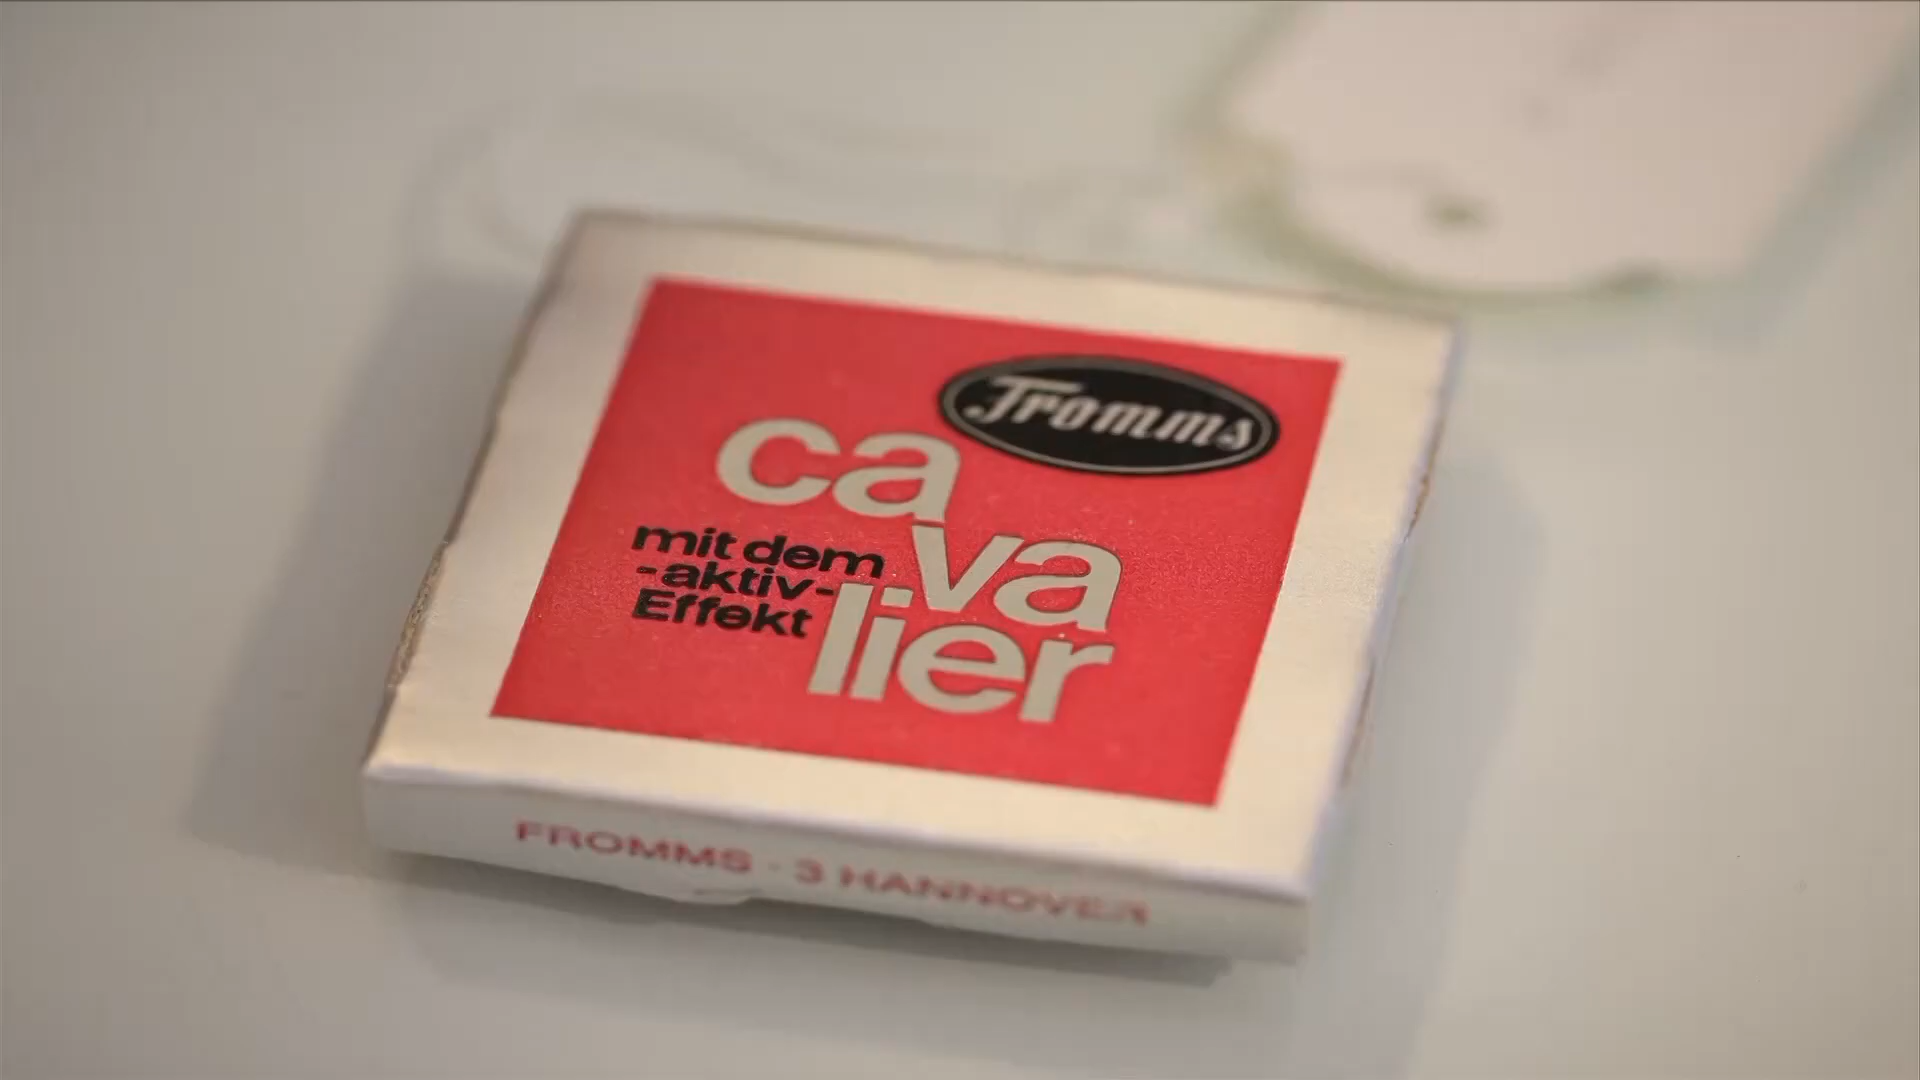 Fromms
ca
va
lier
mit dem
-aktiv-
Effekt
FROMMS · 3 HANNOVER